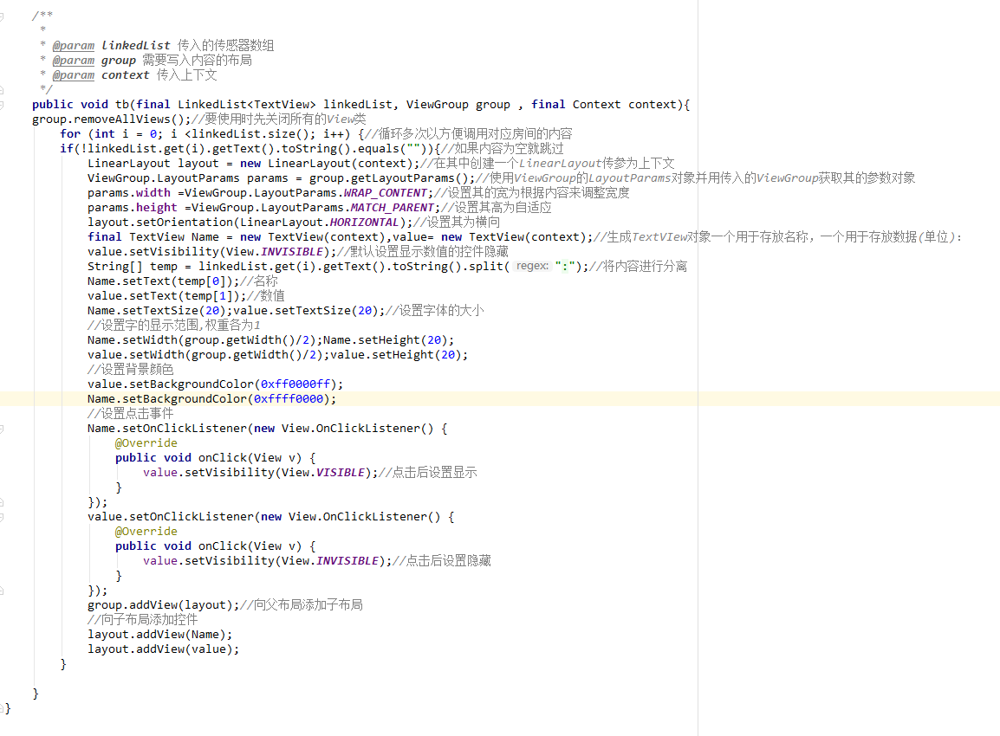 /**
 *
 * @param linkedList 传入的传感器数组
 * @param group 需要写入内容的布局
 * @param context 传入上下文
 */
public void tb(final LinkedList<TextView> linkedList, ViewGroup group , final Context context){
group.removeAllViews();//要使用时先关闭所有的View类
for (int i = 0; i <linkedList.size(); i++) {//循环多次以方便调用对应房间的内容
if(!linkedList.get(i).getText().toString().equals("")){//如果内容为空就跳过
LinearLayout layout = new LinearLayout(context);//在其中创建一个LinearLayout传参为上下文
ViewGroup.LayoutParams params = group.getLayoutParams();//使用ViewGroup的LayoutParams对象并用传入的ViewGroup获取其的参数对象
params.width =ViewGroup.LayoutParams.WRAP_CONTENT;//设置其的宽为根据内容来调整宽度
params.height =ViewGroup.LayoutParams.MATCH_PARENT;//设置其高为自适应
layout.setOrientation(LinearLayout.HORIZONTAL);//设置其为横向
final TextView Name = new TextView(context),value= new TextView(context);//生成TextVIew对象一个用于存放名称，一个用于存放数据(单位)：
value.setVisibility(View.INVISIBLE);//默认设置显示数值的控件隐藏
String[] temp = linkedList.get(i).getText().toString().split( regex: ":");//将内容进行分离
Name.setText(temp[0]);//名称
value.setText(temp[1]);//数值
Name.setTextSize(20);value.setTextSize(20);//设置字体的大小
//设置字的显示范围,权重各为1
Name.setWidth(group.getWidth()/2);Name.setHeight(20);
value.setWidth(group.getWidth()/2);value.setHeight(20);
//设置背景颜色
value.setBackgroundColor(0xff0000ff);
Name.setBackgroundColor(0xffff0000);
//设置点击事件
Name.setOnClickListener(new View.OnClickListener() {
@Override
public void onClick(View v) {
value.setVisibility(View.VISIBLE);//点击后设置显示
}
});
value.setOnClickListener(new View.OnClickListener() {
@Override
public void onClick(View v) {
value.setVisibility(View.INVISIBLE);//点击后设置隐藏
}
});
group.addView(layout);//向父布局添加子布局
//向子布局添加控件
layout.addView(Name);
layout.addView(value);
}
}
}